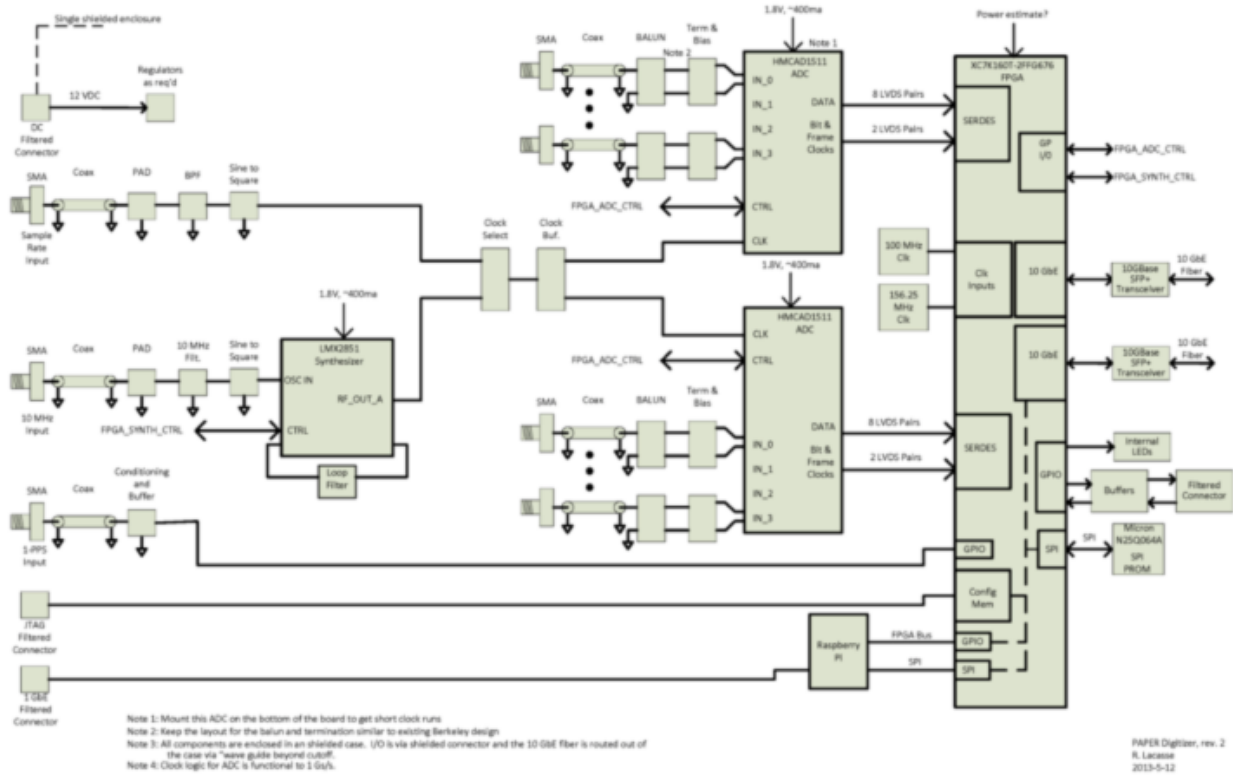 Single shielded enclosure
12 VDC
Regulators
as req'd
DC
Filtered
Connector
SMA
Coax
PAD
BPF
Sine to
Square
Sample
Rate
Input
1.8V, ~400ma
SMA
Coax
PAD
10 MHz
Filt.
Sine to
Square
LMX2851
Synthesizer
OSC IN
RF_OUT_A
CTRL
10 MHz
Input
FPGA_SYNTH_CTRL
Loop
Filter
SMA
Coax
Conditioning
and
Buffer
1-PPS
Input
JTAG
Filtered
Connector
1 GbE
Filtered
Connector
Clock
Select
Clock
Buf.
SMA
Coax
BALUN
Note 2
Term &
Bias
1.8V, ~400ma
Note 1
HMCAD1511
ADC
IN_0
IN_1
IN_2
IN_3
DATA
Bit &
Frame
Clocks
CTRL
CLK
FPGA_ADC_CTRL
8 LVDS Pairs
2 LVDS Pairs
1.8V, ~400ma
HMCAD1511
ADC
CLK
CTRL
FPGA_ADC_CTRL
SMA
Coax
BALUN
Term &
Bias
IN_0
IN_1
IN_2
IN_3
DATA
Bit &
Frame
Clocks
8 LVDS Pairs
2 LVDS Pairs
Power estimate?
XC7K160T-2FFG676
FPGA
SERDES
GP
I/O
FPGA_ADC_CTRL
FPGA_SYNTH_CTRL
100 MHz
Clk
156.25
MHz
Clk
Clk
Inputs
10 GbE
10GBase
SFP+
Transceiver
10 GbE
Fiber
10 GbE
10GBase
SFP+
Transceiver
10 GbE
Fiber
SERDES
GPIO
Internal
LEDs
Buffers
Filtered
Connector
GPIO
SPI
SPI
Micron
N25Q064A
SPI
PROM
Config
Mem
Raspberry
PI
FPGA Bus
GPIO
SPI
SPI
Note 1: Mount this ADC on the bottom of the board to get short clock runs
Note 2: Keep the layout for the balun and termination similar to existing Berkeley design
Note 3: All components are enclosed in an shielded case. I/O is via shielded connector and the 10 GbE fiber is routed out of
the case via "wave guide beyond cutoff.
Note 4: Clock logic for ADC is functional to 1 Gs/s.
PAPER Digitizer, rev. 2
R. Lacasse
2013-5-12